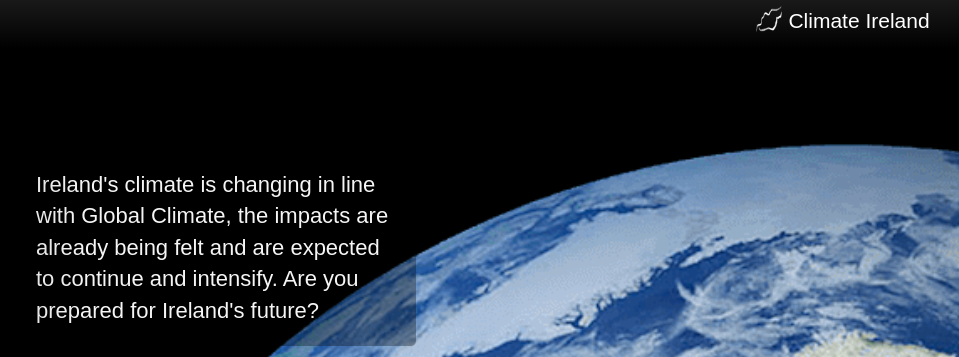 Climate Ireland
Ireland's climate is changing in line
with Global Climate, the impacts are
already being felt and are expected
to continue and intensify. Are you
prepared for Ireland's future?